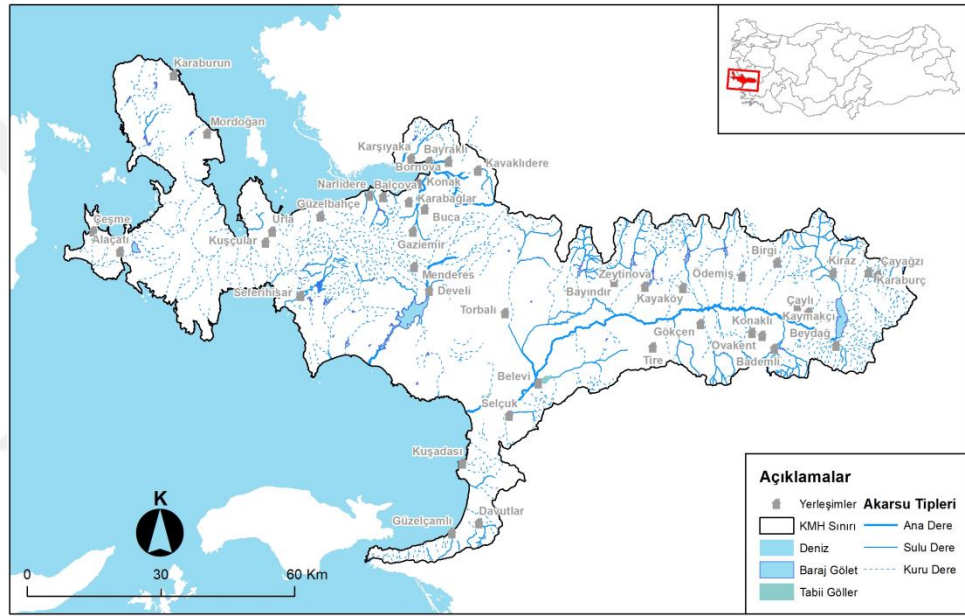 Karaburun
Mordoğan
Karşıyaka
Bayraklı
Bornova
Kavaklıdere
Narlıdere
Balçova
Konak
Güzelbahçe
Karabağlar
Buca
Çeşme
Urla
Alaçatı
Kuşçular
Gaziemir
Birgi
Kiraz
Çayağzı
Menderes
Zeytinova
Ödemiş
Karaburç
Seferihisar
Develi
Bayındır
Kayaköy
Çaylı
Torbalı
Kaymakçı
Gökçen
Konaklı
Beydağ
Ovakent
Tire
Bademli
Belevi
Selçuk
Kuşadası
Davutlar
Güzelçamlı
K
0
30
60 Km
Açıklamalar
Yerleşimler
Akarsu Tipleri
KMH Sınırı
Ana Dere
Deniz
Sulu Dere
Baraj Gölet
Kuru Dere
Tabii Göller